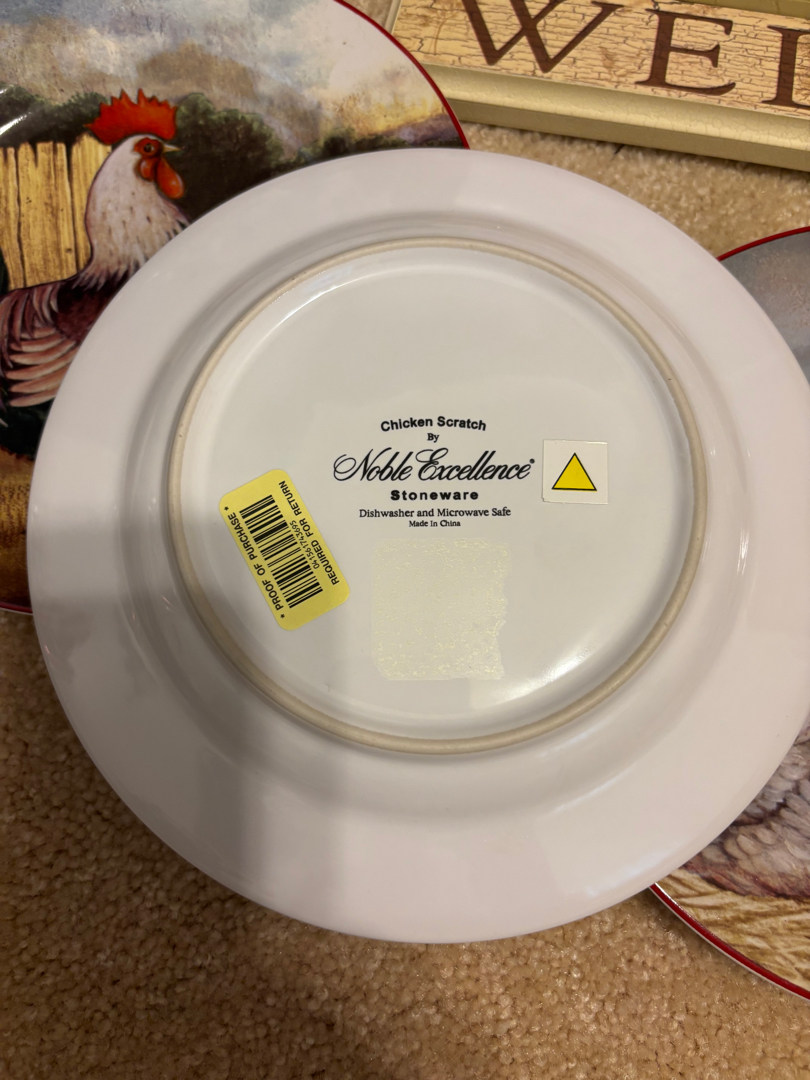 WEL
Chicken Scratch
By
Noble Excellence®
Stoneware
Dishwasher and Microwave Safe
Made In China
* PROOF OF PURCHASE *
REQUIRED FOR RETURN